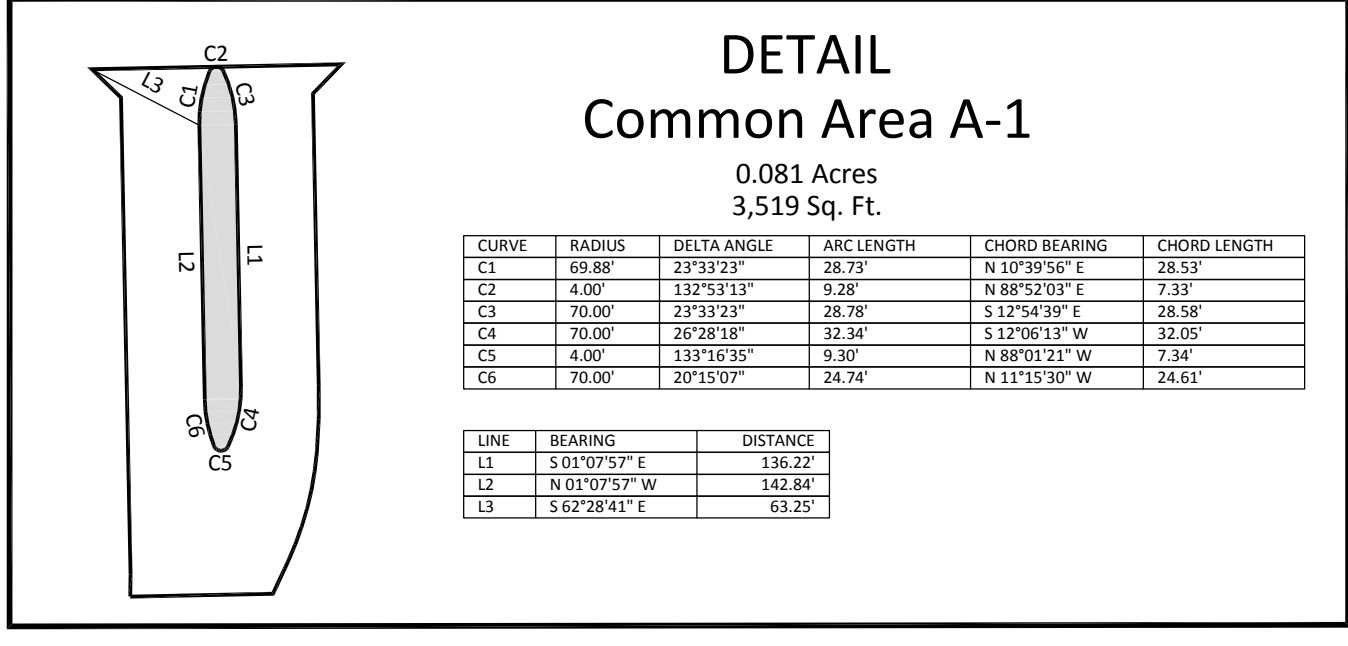 DETAIL
Common Area A-1
0.081 Acres
3,519 Sq. Ft.
C2
L3
C1
C3
L2
L1
C6
C4
C5
CURVE RADIUS DELTA ANGLE ARC LENGTH CHORD BEARING CHORD LENGTH
C1 69.88' 23°33'23" 28.73' N 10°39'56" E 28.53'
C2 4.00' 132°53'13" 9.28' N 88°52'03" E 7.33'
C3 70.00' 23°33'23" 28.78' S 12°54'39" E 28.58'
C4 70.00' 26°28'18" 32.34' S 12°06'13" W 32.05'
C5 4.00' 133°16'35" 9.30' N 88°01'21" W 7.34'
C6 70.00' 20°15'07" 24.74' N 11°15'30" W 24.61'
LINE BEARING DISTANCE
L1 S 01°07'57" E 136.22'
L2 N 01°07'57" W 142.84'
L3 S 62°28'41" E 63.25'